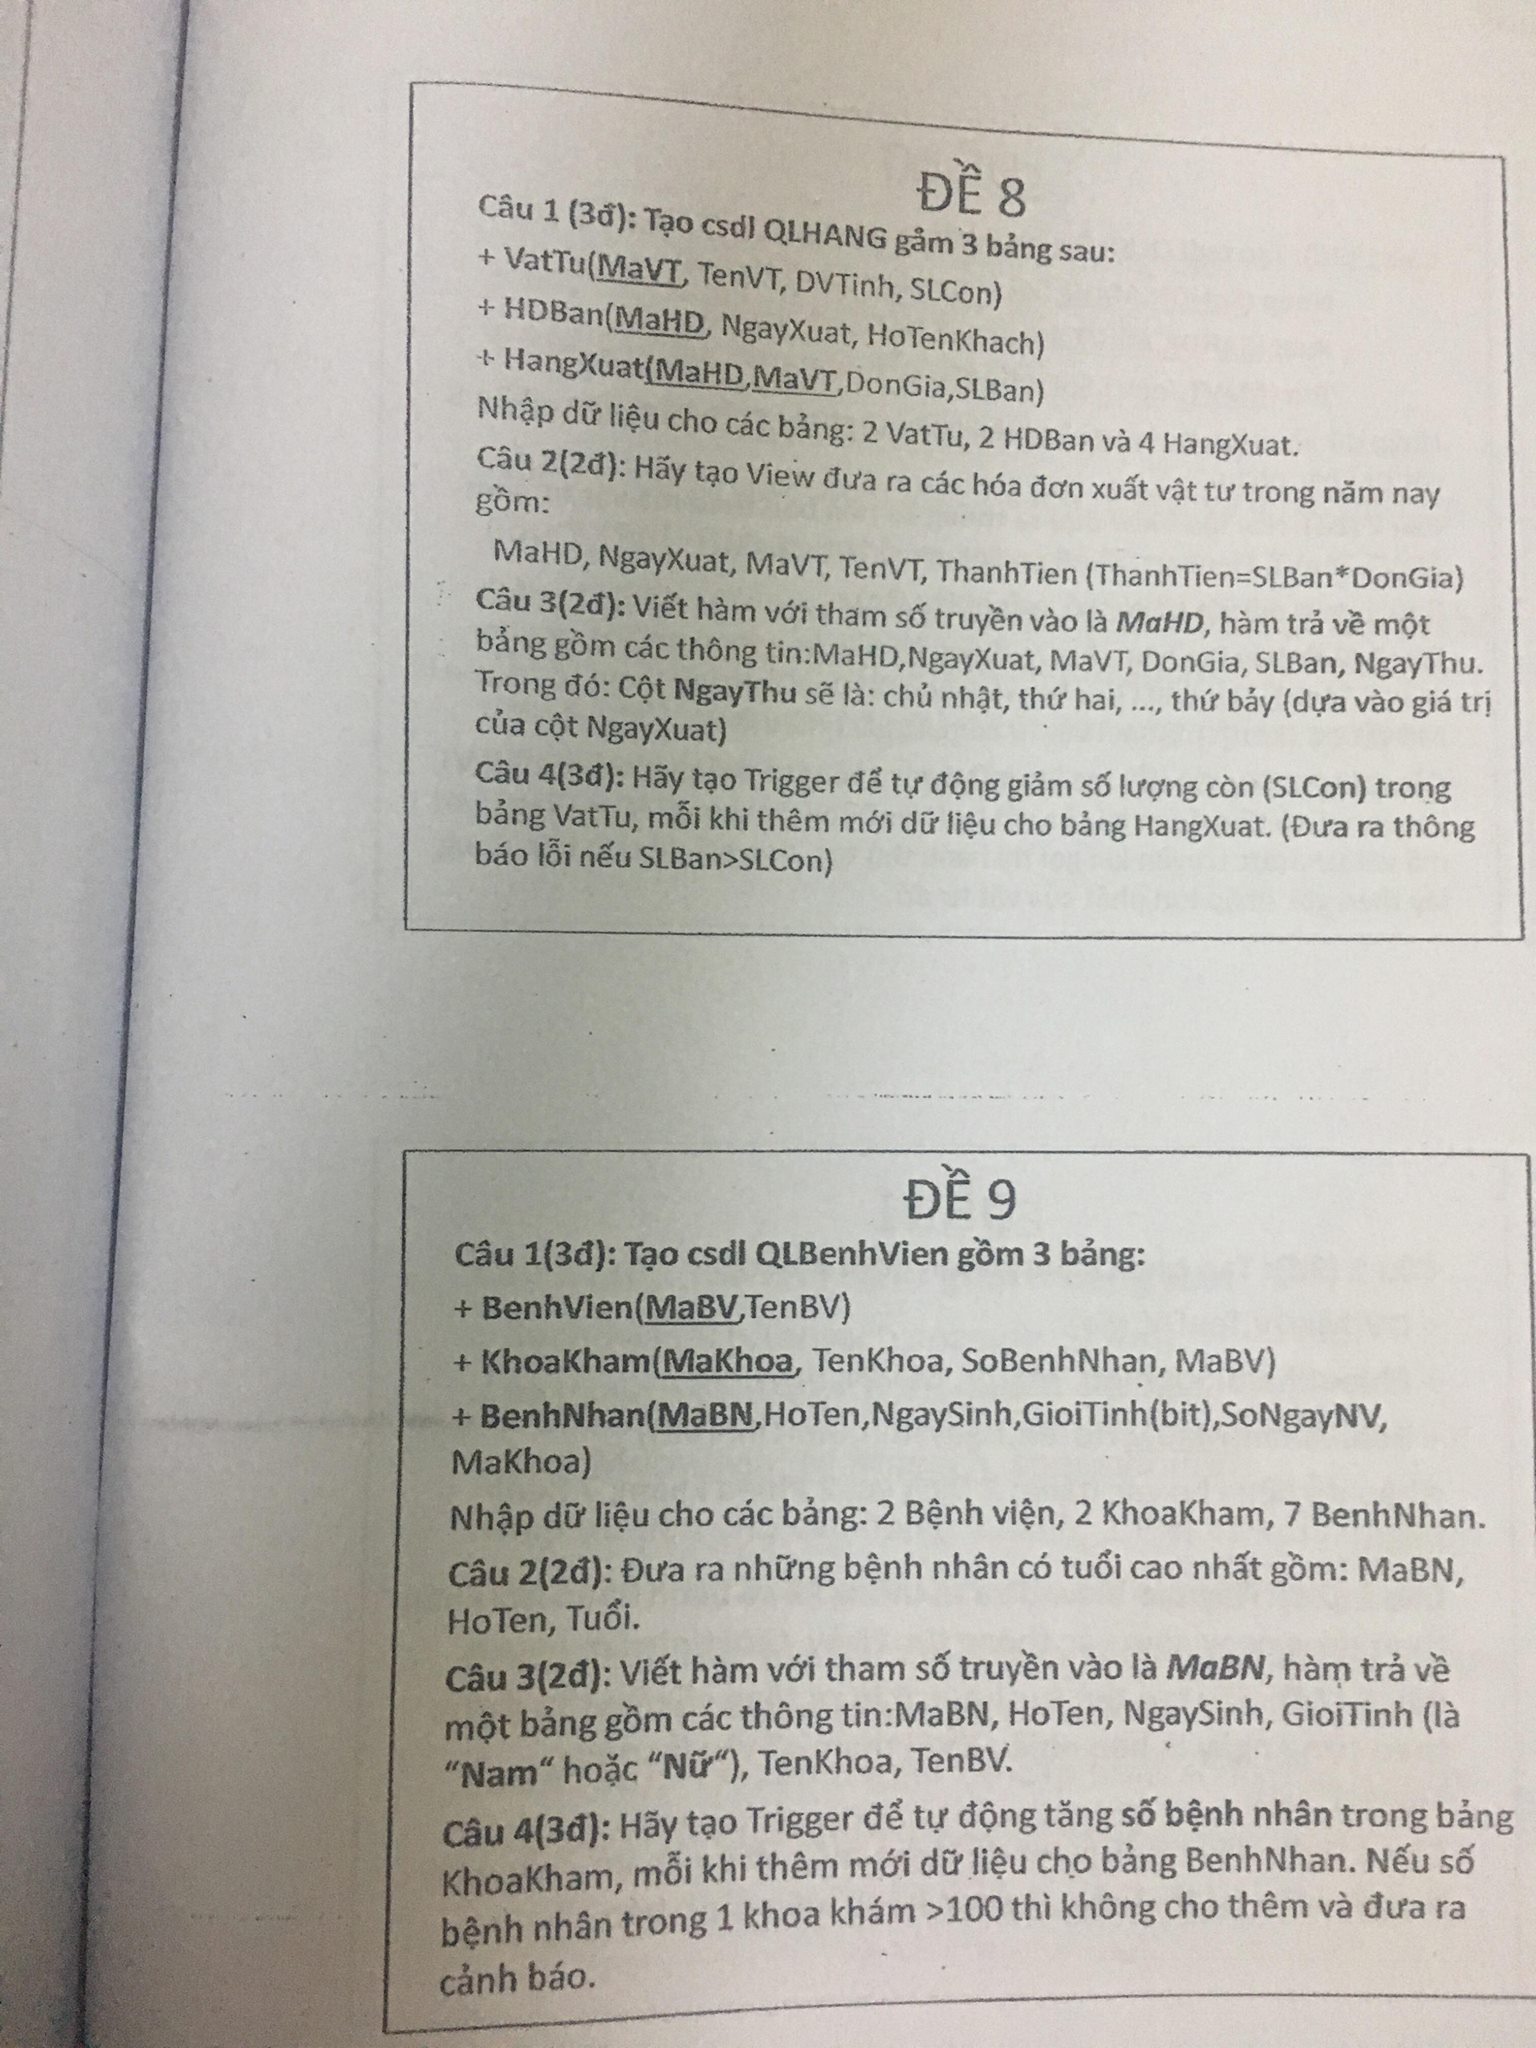 ĐỀ 8
Câu 1 (3đ): Tạo csdl QLHANG gảm 3 bảng sau:
+ VatTu(MaVT, TenVT, DVTinh, SLCon)
+ HDBan(MaHD, NgayXuat, HoTenKhach)
+ HangXuat(MaHD,MaVT,DonGia,SLBan)
Nhập dữ liệu cho các bảng: 2 VatTu, 2 HDBan và 4 HangXuat.
Câu 2(2đ): Hãy tạo View đưa ra các hóa đơn xuất vật tư trong năm nay
gồm:
MaHD, NgayXuat, MaVT, TenVT, ThanhTien (ThanhTien=SLBan*DonGia)
Câu 3(2đ): Viết hàm với tham số truyền vào là MaHD, hàm trả về một
bảng gồm các thông tin:MaHD,NgayXuat, MaVT, DonGia, SLBan, NgayThu.
Trong đó: Cột NgayThu sẽ là: chủ nhật, thứ hai, ..., thứ bảy (dựa vào giá trị
của cột NgayXuat)
Câu 4(3đ): Hãy tạo Trigger để tự động giảm số lượng còn (SLCon) trong
bảng VatTu, mỗi khi thêm mới dữ liệu cho bảng HangXuat. (Đưa ra thông
báo lỗi nếu SLBan>SLCon)
ĐỀ 9
Câu 1(3đ): Tạo csdl QLBenhVien gồm 3 bảng:
+ BenhVien(MaBV,TenBV)
+ KhoaKham(MaKhoa, TenKhoa, SoBenhNhan, MaBV)
+ BenhNhan(MaBN,HoTen,NgaySinh,GioiTinh(bit),SoNgayNV,
MaKhoa)
Nhập dữ liệu cho các bảng: 2 Bệnh viện, 2 KhoaKham, 7 BenhNhan.
Câu 2(2đ): Đưa ra những bệnh nhân có tuổi cao nhất gồm: MaBN,
HoTen, Tuổi.
Câu 3(2đ): Viết hàm với tham số truyền vào là MaBN, hàm trả về
một bảng gồm các thông tin:MaBN, HoTen, NgaySinh, GioiTinh (là
“Nam“ hoặc “Nữ“), TenKhoa, TenBV.
Câu 4(3đ): Hãy tạo Trigger để tự động tăng số bệnh nhân trong bảng
KhoaKham, mỗi khi thêm mới dữ liệu cho bảng BenhNhan. Nếu số
bệnh nhân trong 1 khoa khám >100 thì không cho thêm và đưa ra
cảnh báo.